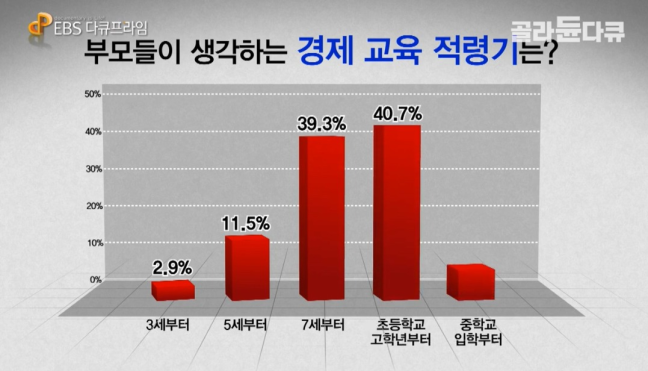 EBS 다큐프라임
골라듄다큐
부모들이 생각하는 경제 교육 적령기는?
50%
40%
30%
20%
10%
0%
2.9%
11.5%
39.3%
40.7%
3세부터
5세부터
7세부터
초등학교
고학년부터
중학교
입학부터